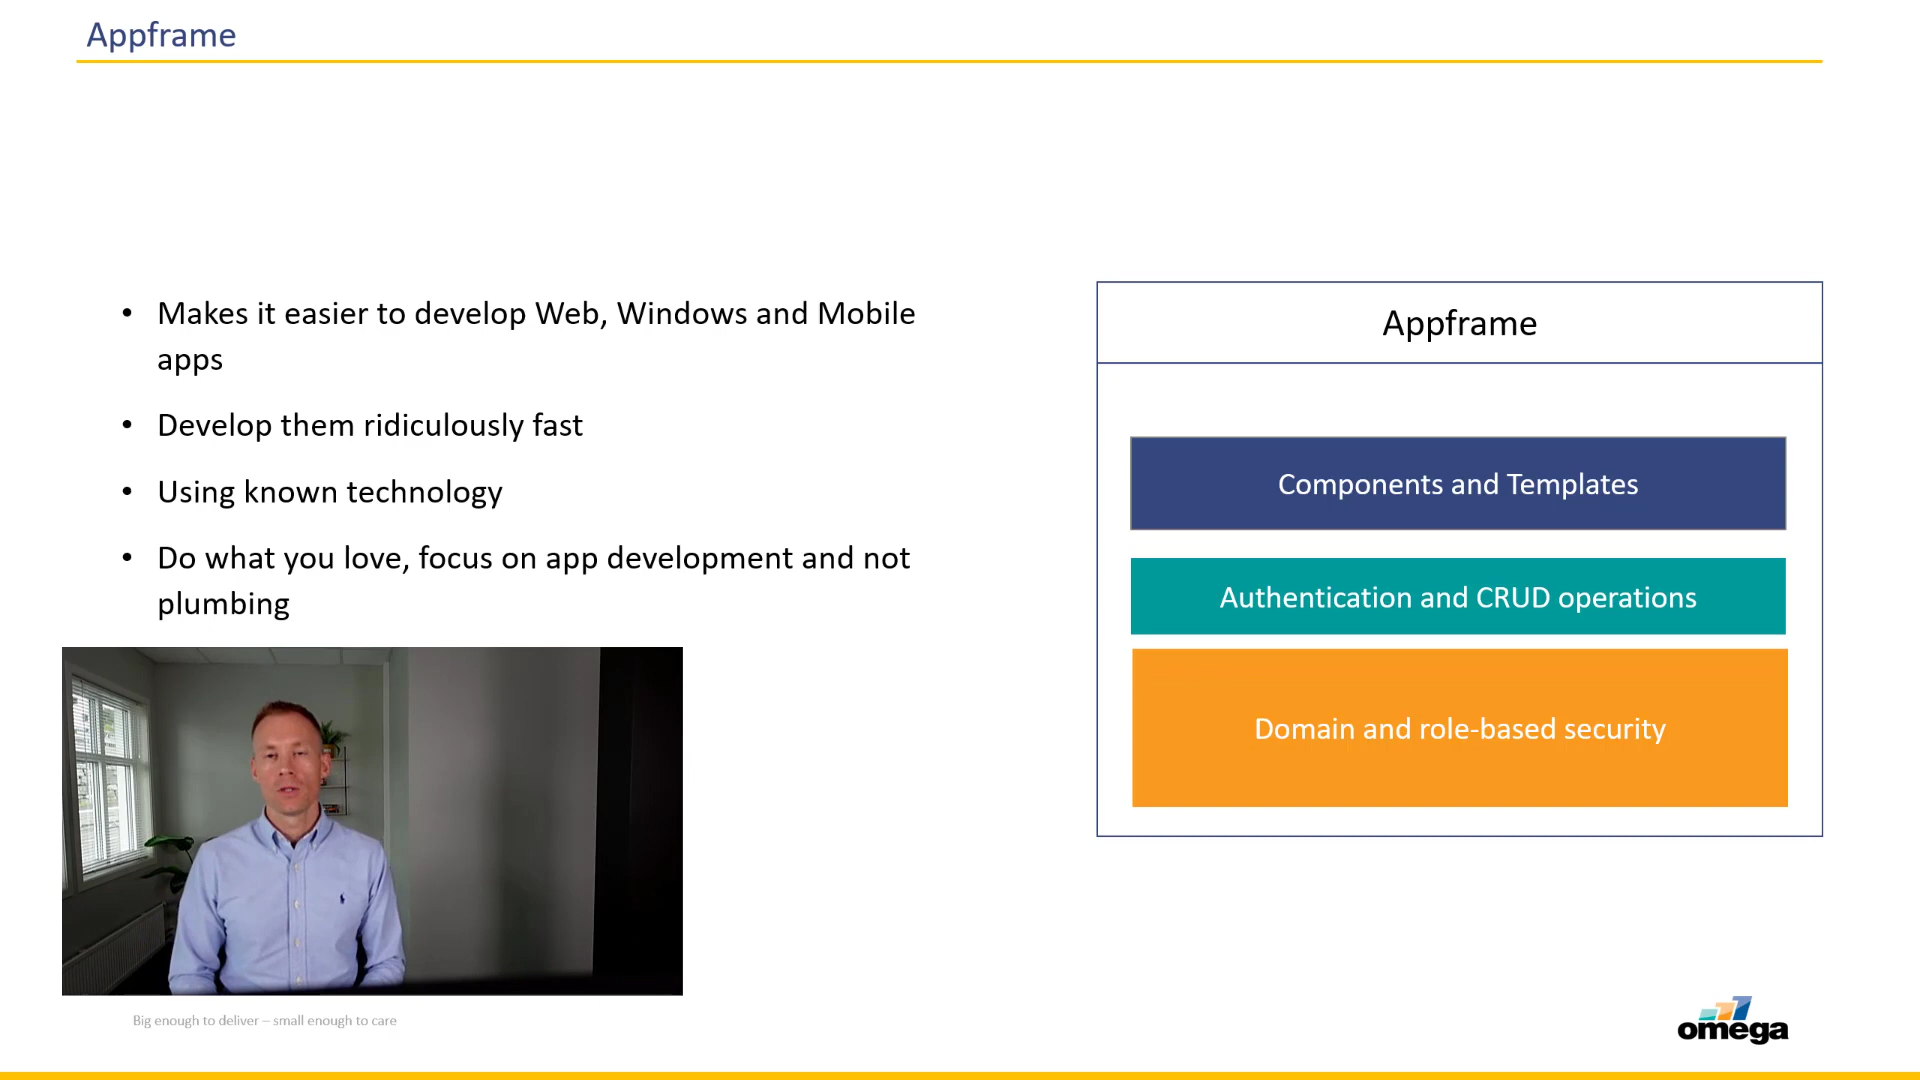 Appframe
• Makes it easier to develop Web, Windows and Mobile
apps
• Develop them ridiculously fast
• Using known technology
• Do what you love, focus on app development and not
plumbing
Appframe
Components and Templates
Authentication and CRUD operations
Domain and role-based security
Big enough to deliver – small enough to care
omega